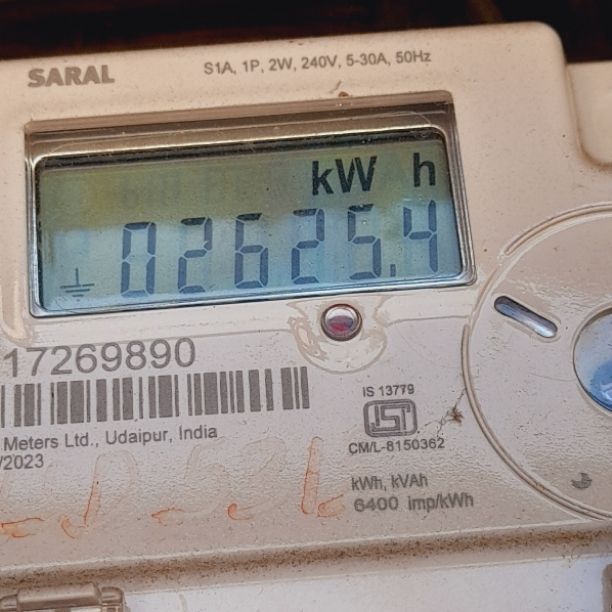 SARAL
S1A, 1P, 2W, 240V, 5-30A, 50Hz
kW h
02625.4
17269890
Meters Ltd., Udaipur, India
/2023
IS 13779
CM/L-8150362
kWh, kVAh
6400 imp/kWh